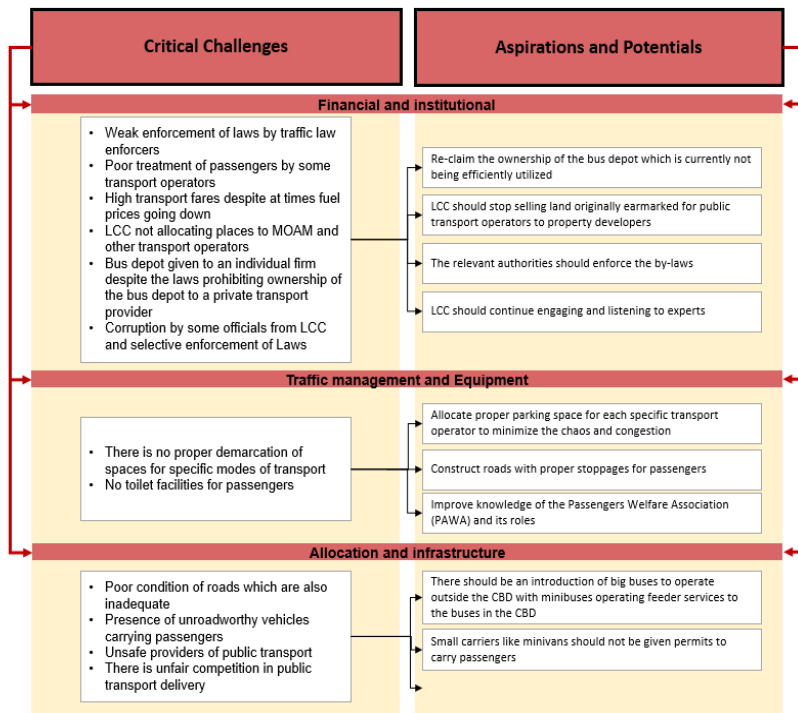 Critical Challenges
Aspirations and Potentials
Financial and institutional
• Weak enforcement of laws by traffic law
enforcers
• Poor treatment of passengers by some
transport operators
• High transport fares despite at times fuel
prices going down
• LCC not allocating places to MOAM and
other transport operators
• Bus depot given to an individual firm
despite the laws prohibiting ownership of
the bus depot to a private transport
provider
• Corruption by some officials from LCC
and selective enforcement of Laws
Re-claim the ownership of the bus depot which is currently not
being efficiently utilized
LCC should stop selling land originally earmarked for public
transport operators to property developers
The relevant authorities should enforce the by-laws
LCC should continue engaging and listening to experts
Traffic management and Equipment
• There is no proper demarcation of
spaces for specific modes of transport
• No toilet facilities for passengers
Allocate proper parking space for each specific transport
operator to minimize the chaos and congestion
Construct roads with proper stoppages for passengers
Improve knowledge of the Passengers Welfare Association
(PAWA) and its roles
Allocation and infrastructure
• Poor condition of roads which are also
inadequate
• Presence of unroadworthy vehicles
carrying passengers
• Unsafe providers of public transport
• There is unfair competition in public
transport delivery
There should be an introduction of big buses to operate
outside the CBD with minibuses operating feeder services to
the buses in the CBD
Small carriers like minivans should not be given permits to
carry passengers